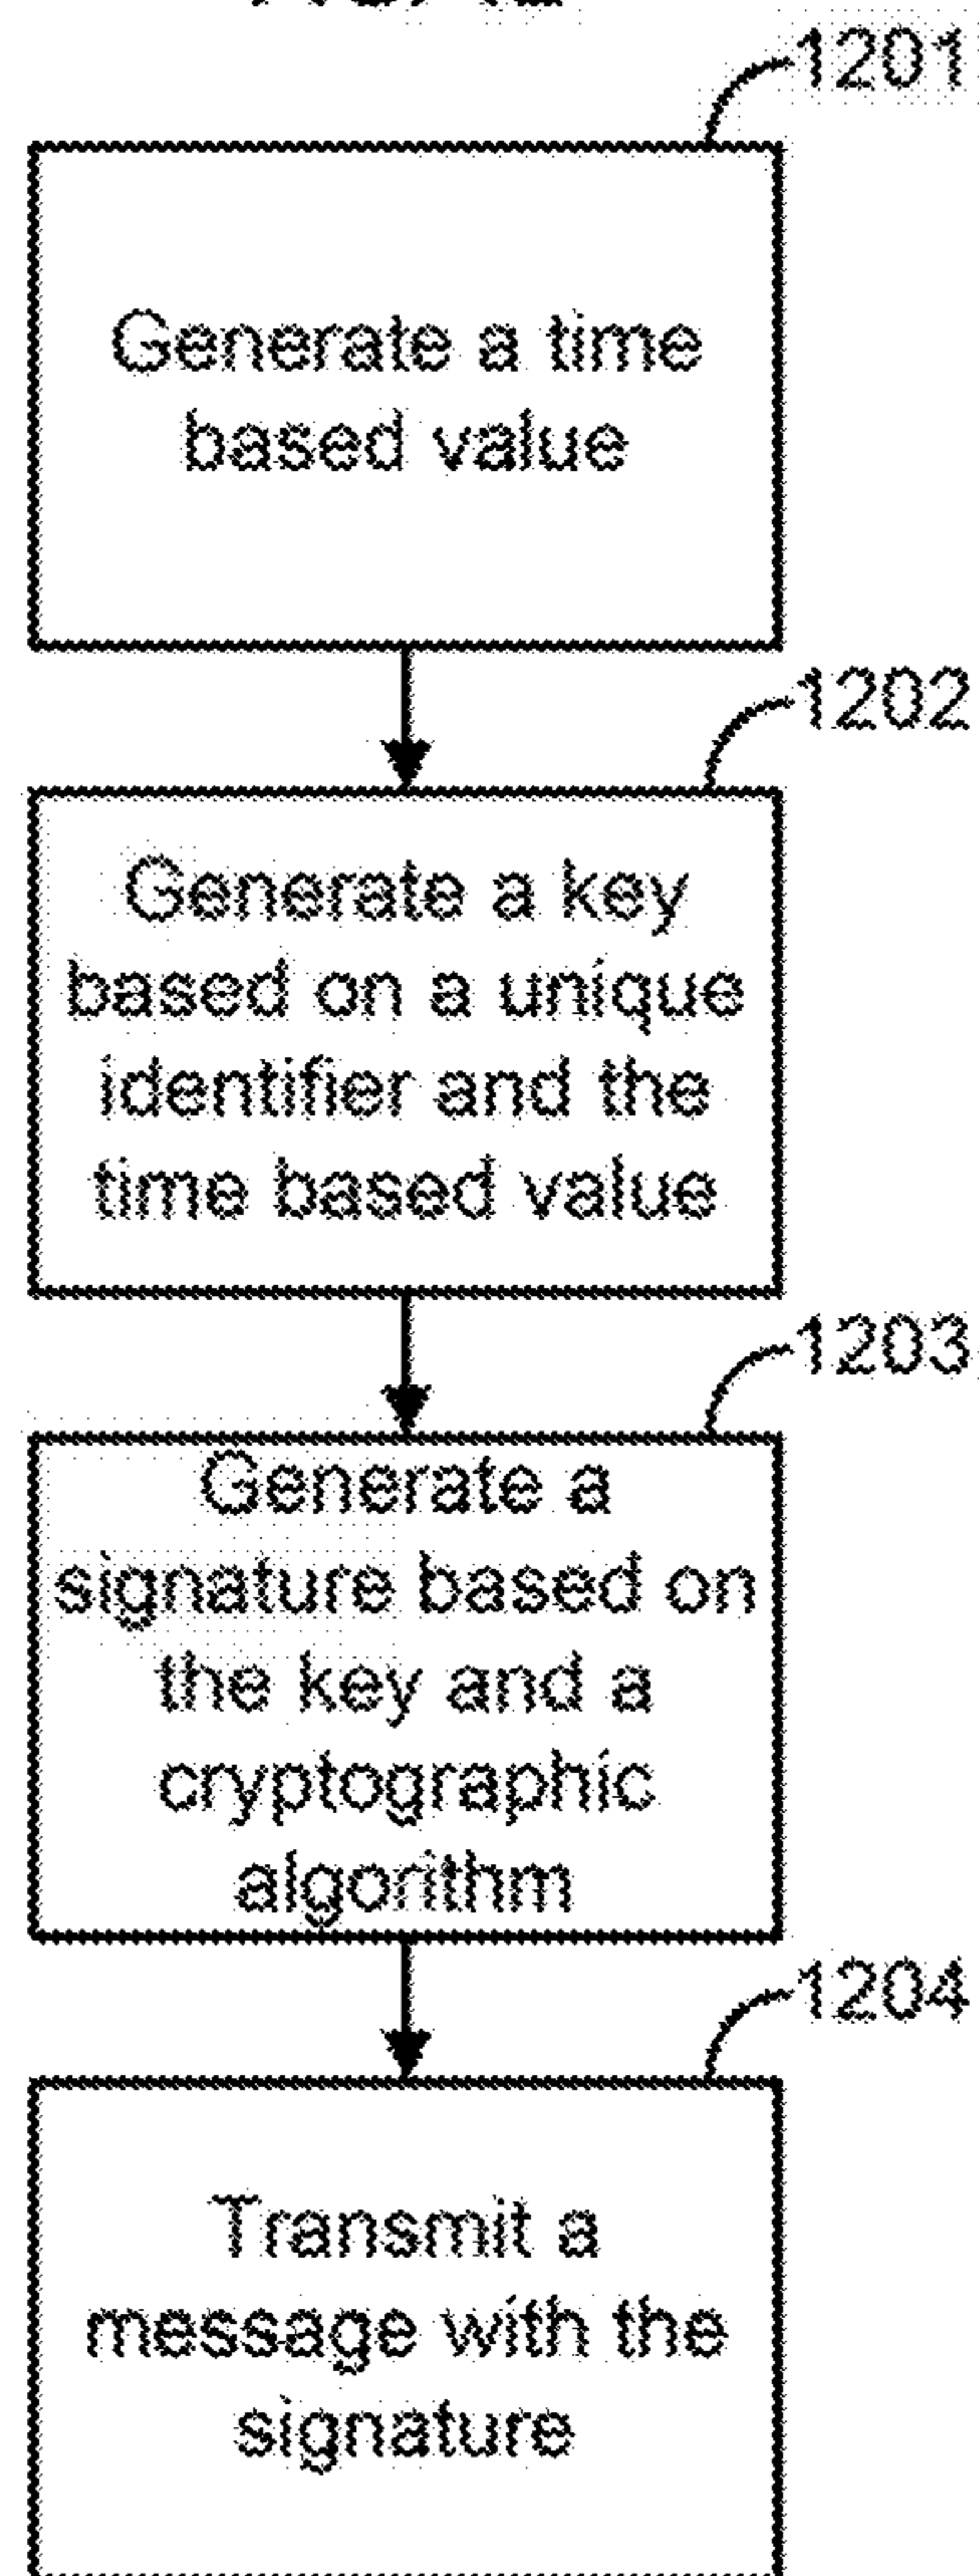 1201
Generate a time
based value
1202
Generate a key
based on a unique
identifier and the
time based value
1203
Generate a
signature based on
the key and a
cryptographic
algorithm
1204
Transmit a
message with the
signature